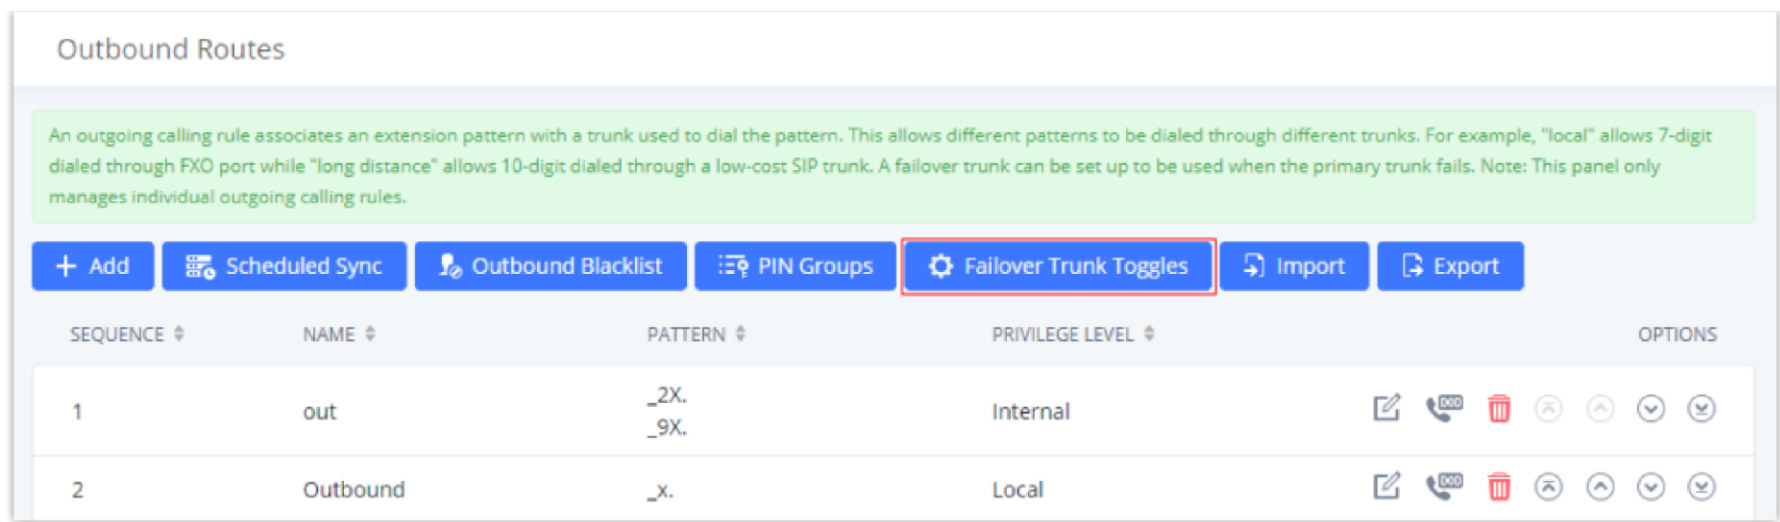 Outbound Routes
An outgoing calling rule associates an extension pattern with a trunk used to dial the pattern. This allows different patterns to be dialed through different trunks. For example, "local" allows 7-digit
dialed through FXO port while "long distance" allows 10-digit dialed through a low-cost SIP trunk. A failover trunk can be set up to be used when the primary trunk fails. Note: This panel only
manages individual outgoing calling rules.
Add Scheduled Sync Outbound Blacklist PIN Groups Failover Trunk Toggles Import Export
SEQUENCE NAME PATTERN PRIVILEGE LEVEL OPTIONS
_2X.
1 out Internal DOD
_9X.
2 Outbound _x. Local DOD